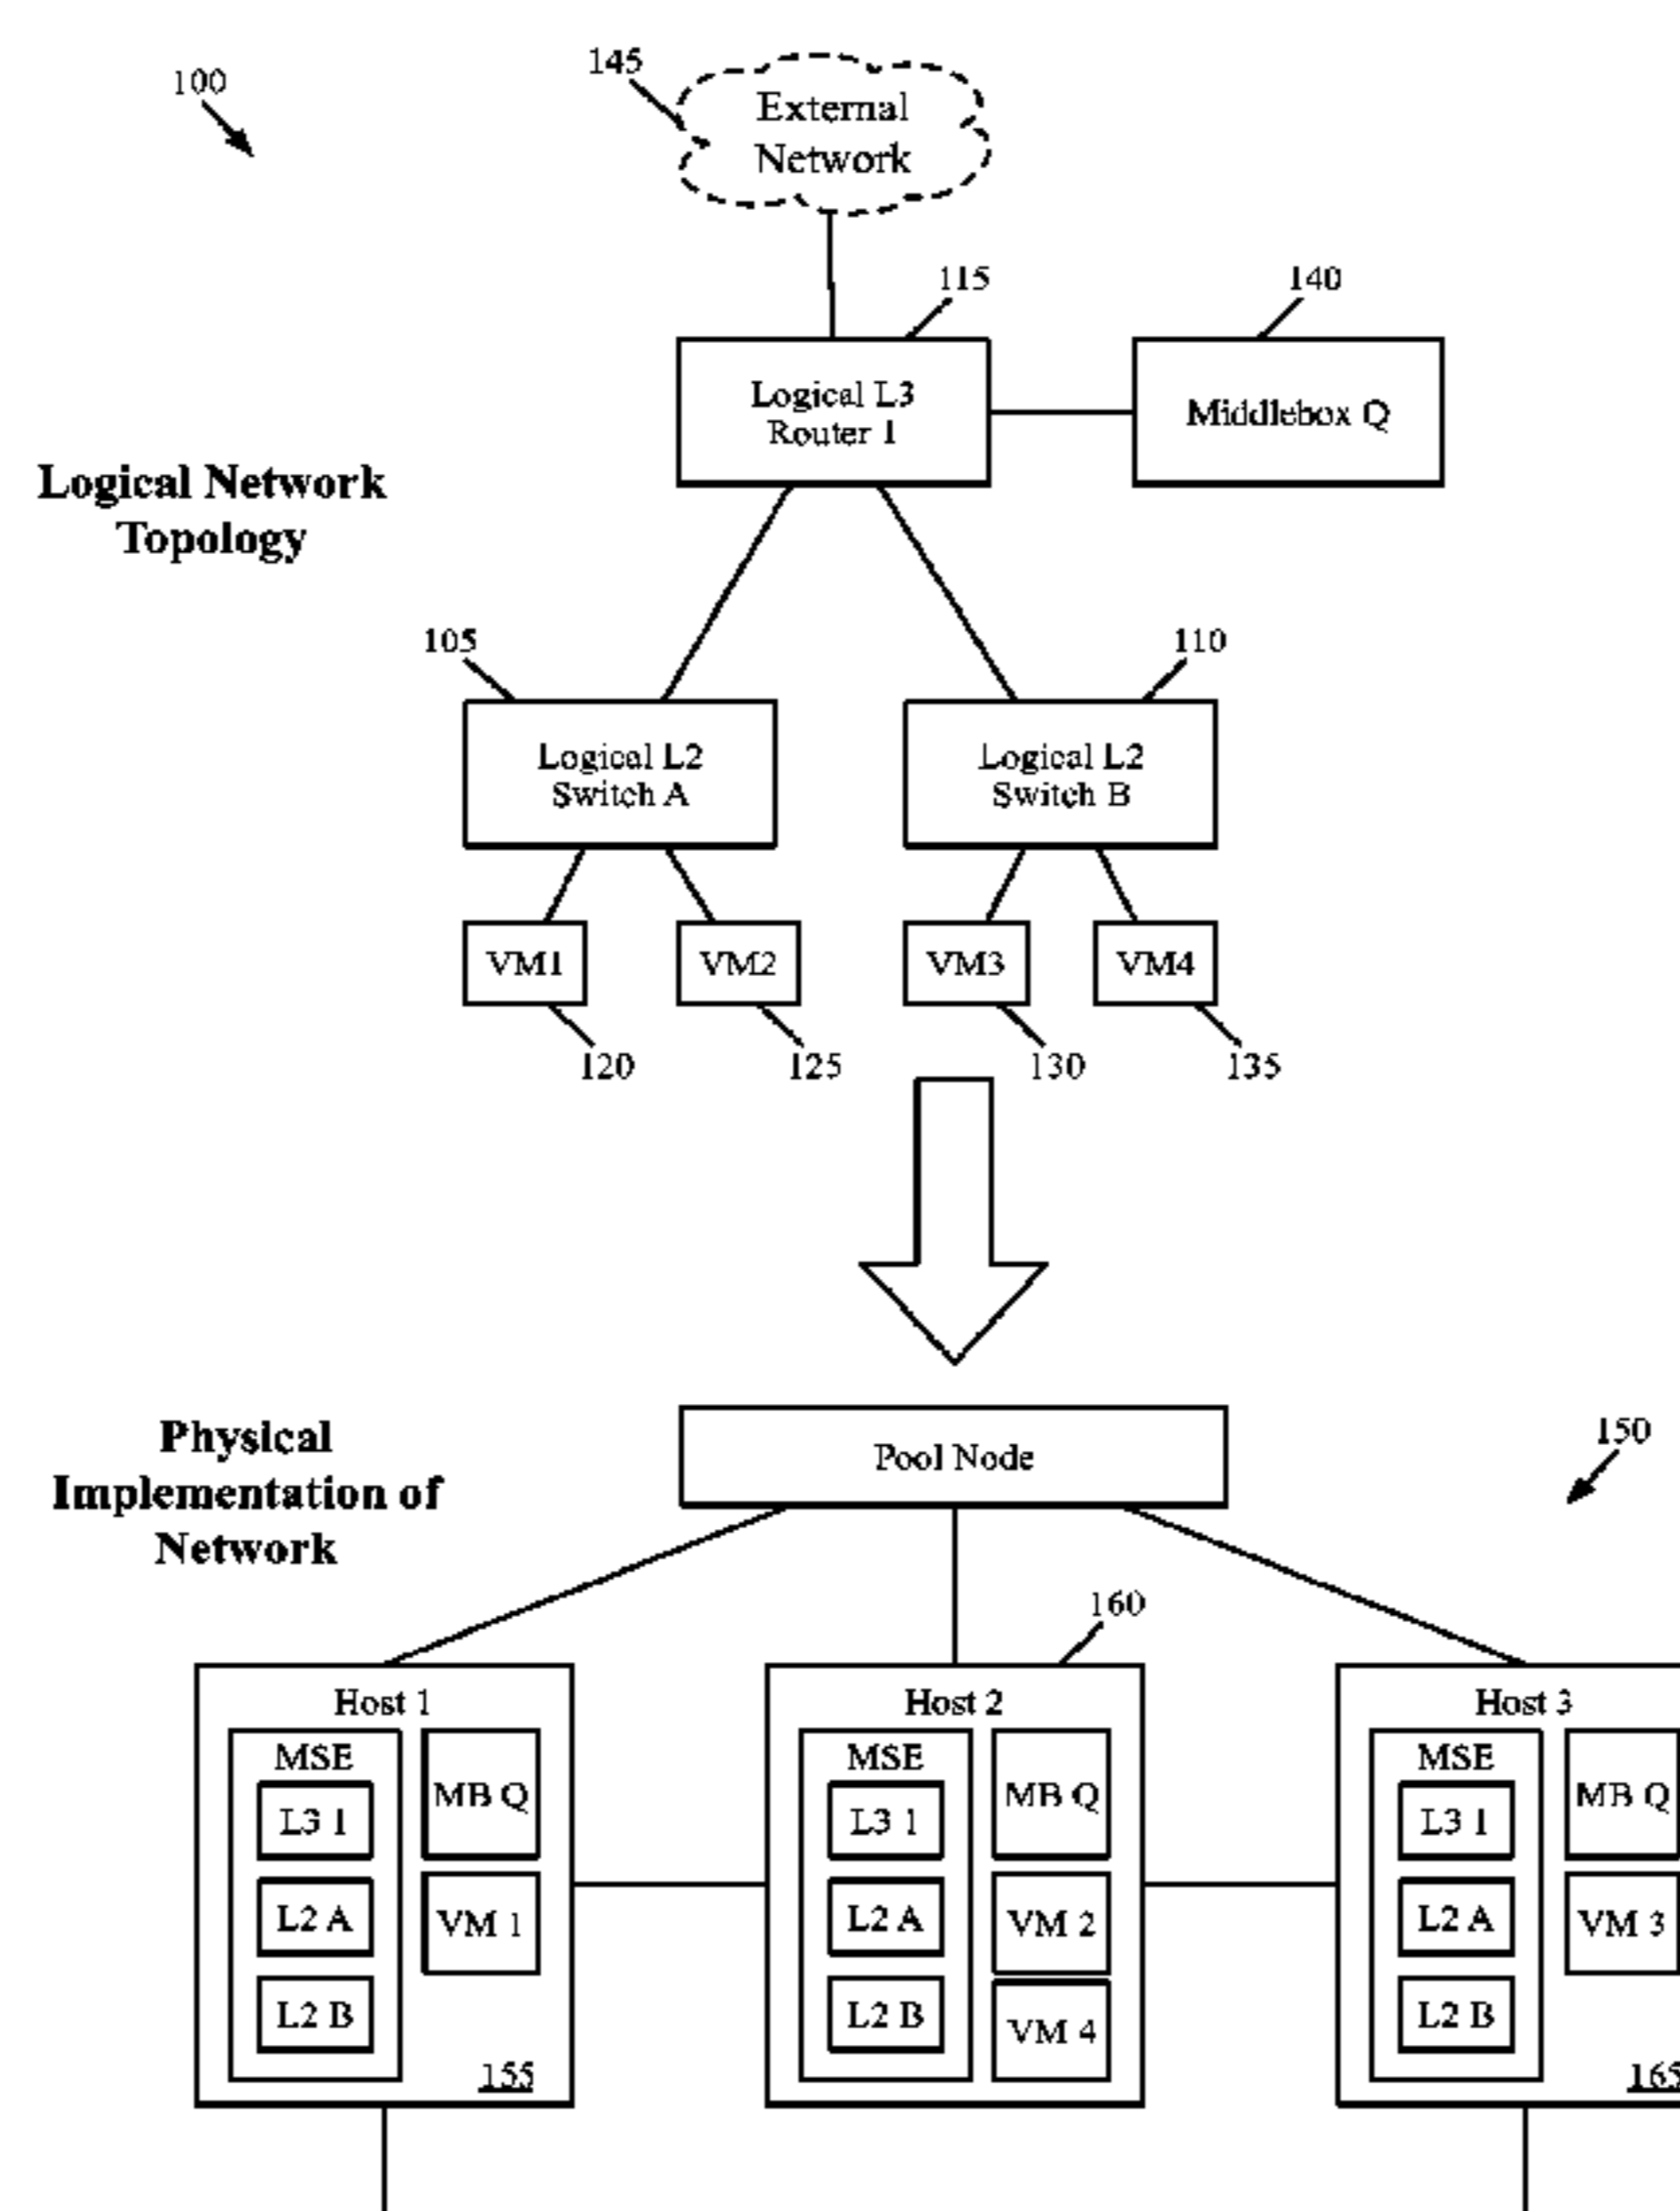 100
145
External
Network
115
140
Logical L3
Router 1
Middlebox Q
Logical Network
Topology
105
110
Logical L2
Switch A
Logical L2
Switch B
VM1
VM2
VM3
VM4
120
125
130
135
Physical
Implementation of
Network
Pool Node
150
160
Host 1
MSE
L3 1
L2 A
L2 B
MB Q
VM 1
155
Host 2
MSE
L3 1
L2 A
L2 B
MB Q
VM 2
VM 4
Host 3
MSE
L3 1
L2 A
L2 B
MB Q
VM 3
165